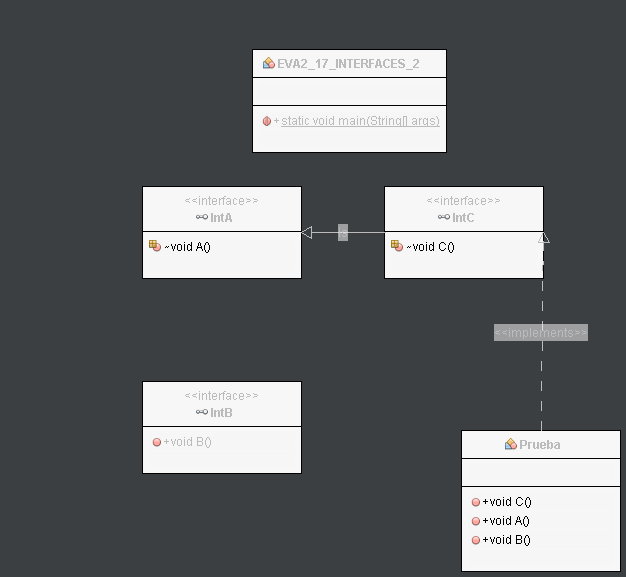 EVA2_17_INTERFACES_2
+ static void main(String[] args)
<<interface>>
IntA
~void A()
<<interface>>
IntC
~void C()
<<implements>>
<<interface>>
IntB
+void B()
Prueba
+void C()
+void A()
+void B()